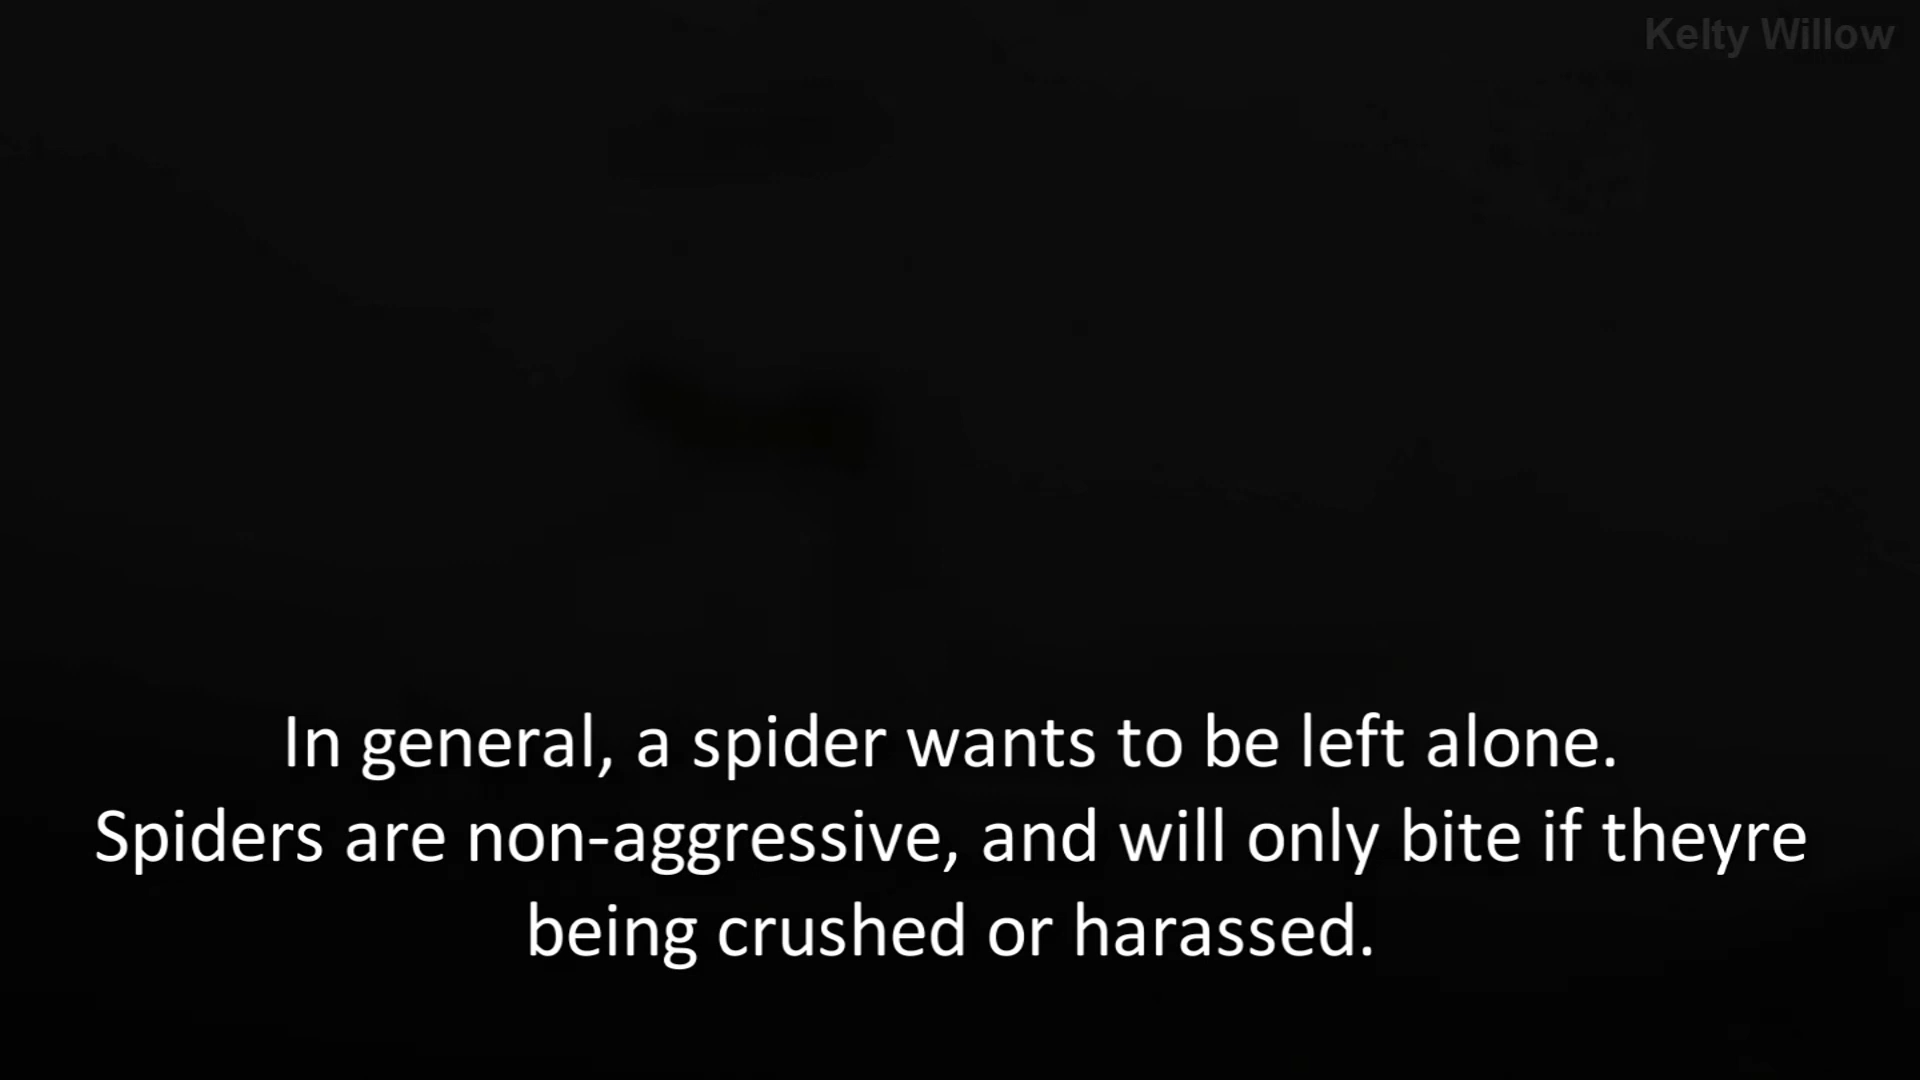 Kelty Willow
In general, a spider wants to be left alone.
Spiders are non-aggressive, and will only bite if theyre
being crushed or harassed.